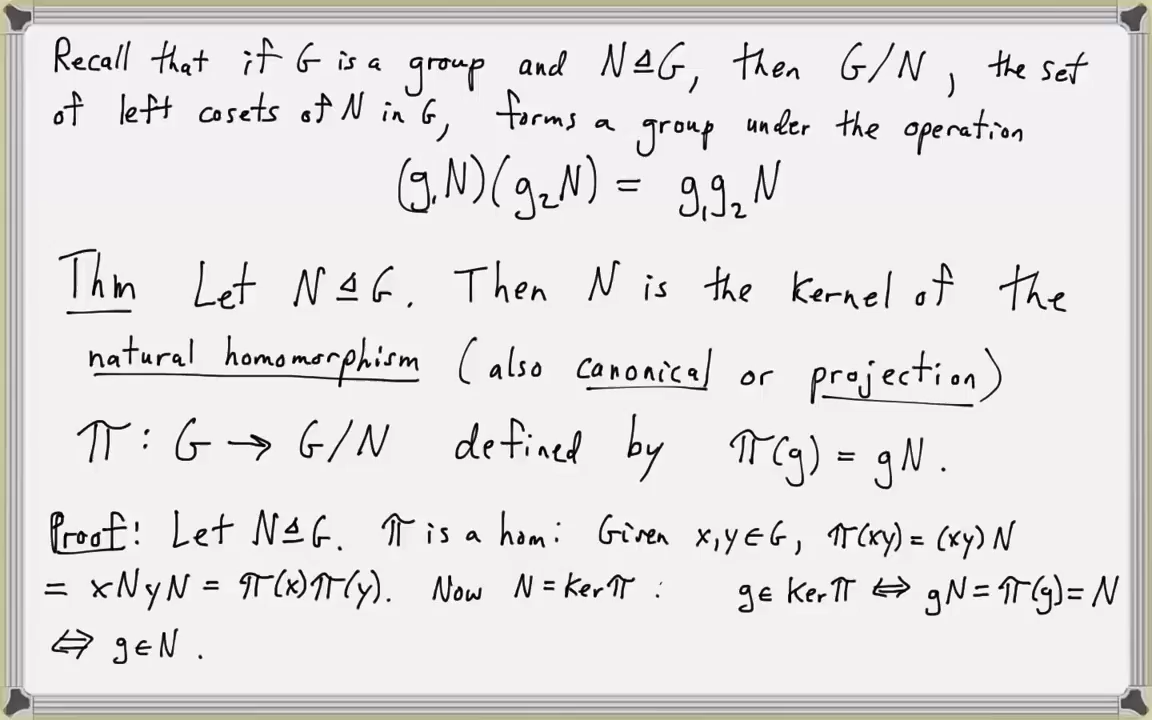 Recall that if G is a group and N⊴G, then G/N, the set
of left cosets of N in G, forms a group under the operation
(g₁N)(g₂N) = g₁g₂N
Thm Let N⊴G. Then N is the kernel of the
natural homomorphism (also canonical or projection)
π: G → G/N defined by π(g) = gN.
Proof: Let N⊴G. π is a hom: Given x,y∈G, π(xy) = (xy)N
= xNyN = π(x)π(y). Now N = kerπ : g∈ kerπ ⇔ gN = π(g) = N
⇔ g∈N.